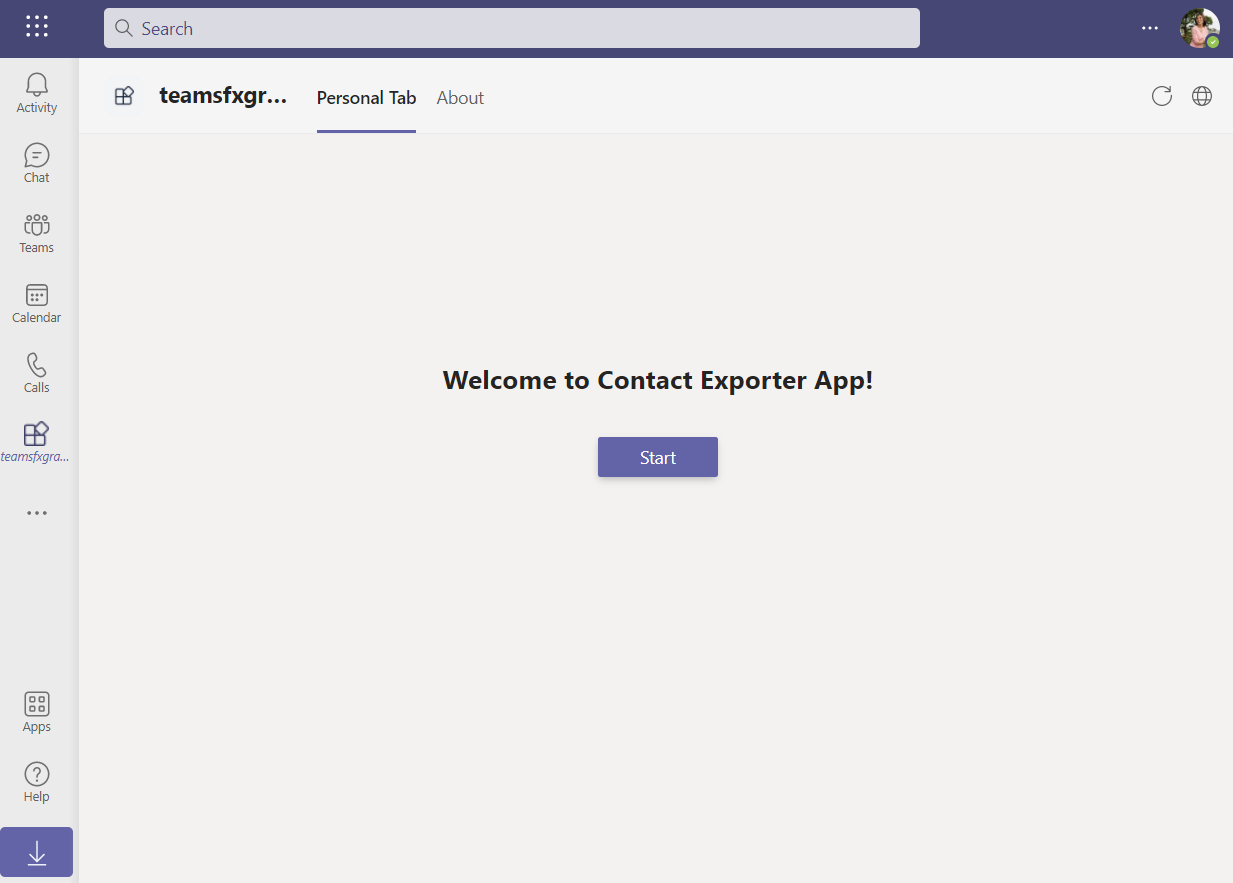 Search
Activity
Chat
Teams
Calendar
Calls
teamsfxgra...
Apps
Help
teamsfxgr...
Personal Tab
About
Welcome to Contact Exporter App!
Start